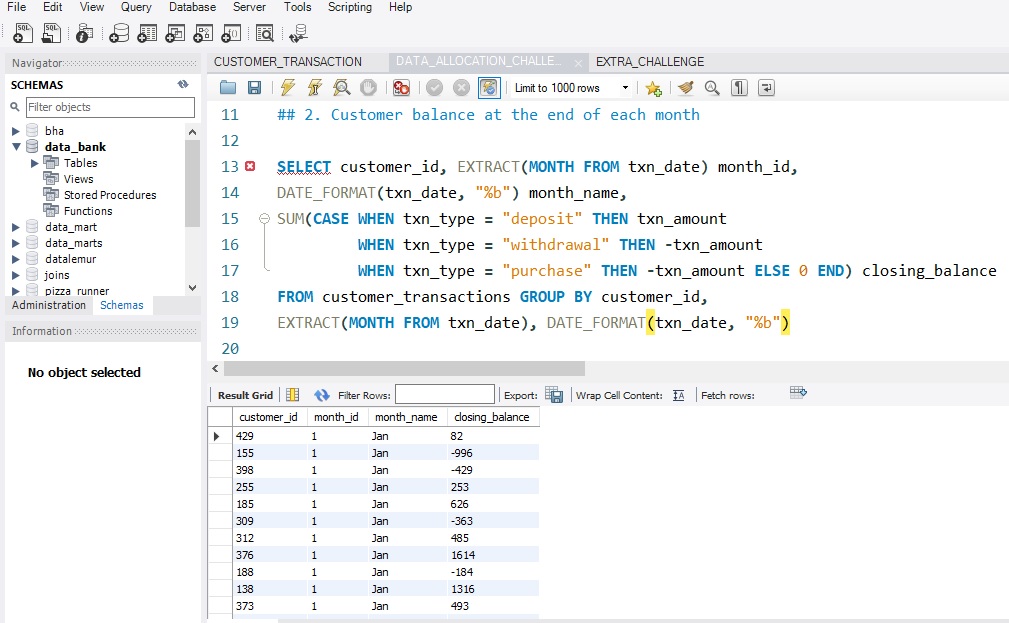 File Edit View Query Database Server Tools Scripting Help
Navigator
SCHEMAS
Filter objects
bha
data_bank
Tables
Views
Stored Procedures
Functions
data_mart
data_marts
datalemur
joins
pizza_runner
Administration Schemas
Information
No object selected
CUSTOMER_TRANSACTION DATA_ALLOCATION_CHALLE... × EXTRA_CHALLENGE
Limit to 1000 rows
11 ## 2. Customer balance at the end of each month
12
13 SELECT customer_id, EXTRACT(MONTH FROM txn_date) month_id,
14 DATE_FORMAT(txn_date, "%b") month_name,
15 SUM(CASE WHEN txn_type = "deposit" THEN txn_amount
16 WHEN txn_type = "withdrawal" THEN -txn_amount
17 WHEN txn_type = "purchase" THEN -txn_amount ELSE 0 END) closing_balance
18 FROM customer_transactions GROUP BY customer_id,
19 EXTRACT(MONTH FROM txn_date), DATE_FORMAT(txn_date, "%b")
20
Result Grid Filter Rows: Export: Wrap Cell Content: Fetch rows:
customer_id month_id month_name closing_balance
429 1 Jan 82
155 1 Jan -996
398 1 Jan -429
255 1 Jan 253
185 1 Jan 626
309 1 Jan -363
312 1 Jan 485
376 1 Jan 1614
188 1 Jan -184
138 1 Jan 1316
373 1 Jan 493